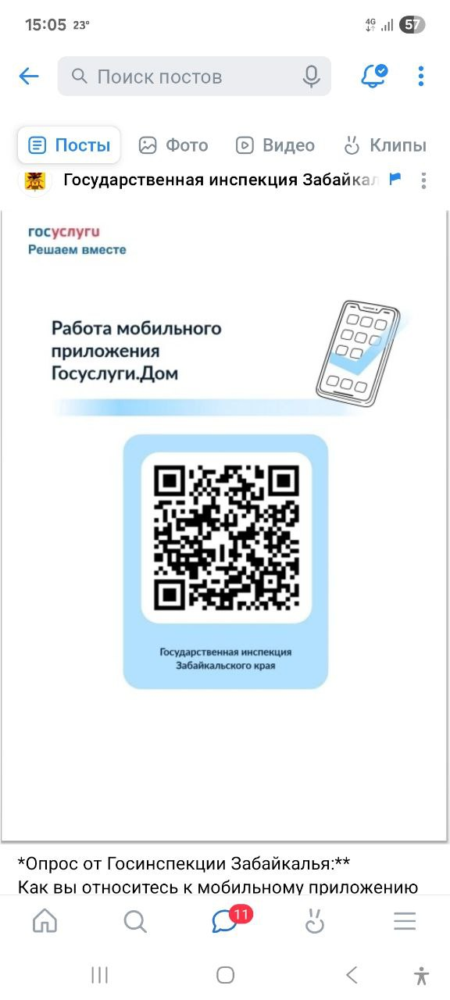 15:05 23°
4G 57
Поиск постов
Посты Фото Видео Клипы
Государственная инспекция Забайкал
госуслуги
Решаем вместе
Работа мобильного
приложения
Госуслуги.Дом
Государственная инспекция
Забайкальского края
*Опрос от Госинспекции Забайкалья:**
Как вы относитесь к мобильному приложению
11